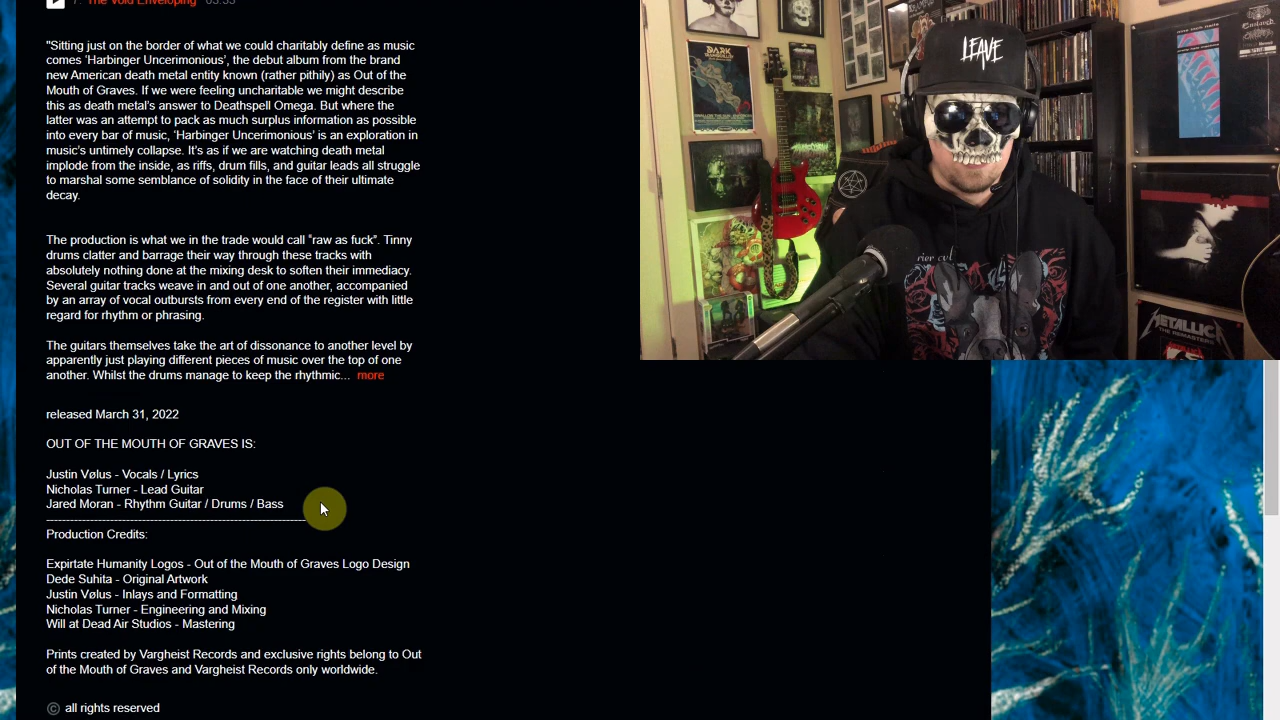 7. The Void Enveloping 05:53
"Sitting just on the border of what we could charitably define as music
comes 'Harbinger Uncerimonious', the debut album from the brand
new American death metal entity known (rather pithily) as Out of the
Mouth of Graves. If we were feeling uncharitable we might describe
this as death metal's answer to Deathspell Omega. But where the
latter was an attempt to pack as much surplus information as possible
into every bar of music, 'Harbinger Uncerimonious' is an exploration in
music's untimely collapse. It's as if we are watching death metal
implode from the inside, as riffs, drum fills, and guitar leads all struggle
to marshal some semblance of solidity in the face of their ultimate
decay.
The production is what we in the trade would call "raw as fuck". Tinny
drums clatter and barrage their way through these tracks with
absolutely nothing done at the mixing desk to soften their immediacy.
Several guitar tracks weave in and out of one another, accompanied
by an array of vocal outbursts from every end of the register with little
regard for rhythm or phrasing.
The guitars themselves take the art of dissonance to another level by
apparently just playing different pieces of music over the top of one
another. Whilst the drums manage to keep the rhythmic... more
released March 31, 2022
OUT OF THE MOUTH OF GRAVES IS:
Justin Vølus - Vocals / Lyrics
Nicholas Turner - Lead Guitar
Jared Moran - Rhythm Guitar / Drums / Bass
Production Credits:
Expirtate Humanity Logos - Out of the Mouth of Graves Logo Design
Dede Suhita - Original Artwork
Justin Vølus - Inlays and Formatting
Nicholas Turner - Engineering and Mixing
Will at Dead Air Studios - Mastering
Prints created by Vargheist Records and exclusive rights belong to Out
of the Mouth of Graves and Vargheist Records only worldwide.
© all rights reserved
LEAVE
DARK
TRANQUILLITY
nine inch nails
Enslaved
METALLICA
THE REMASTERS